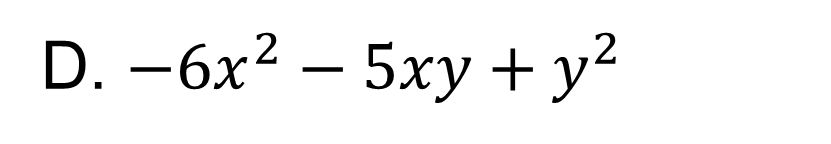 D. −6x² − 5xy + y²